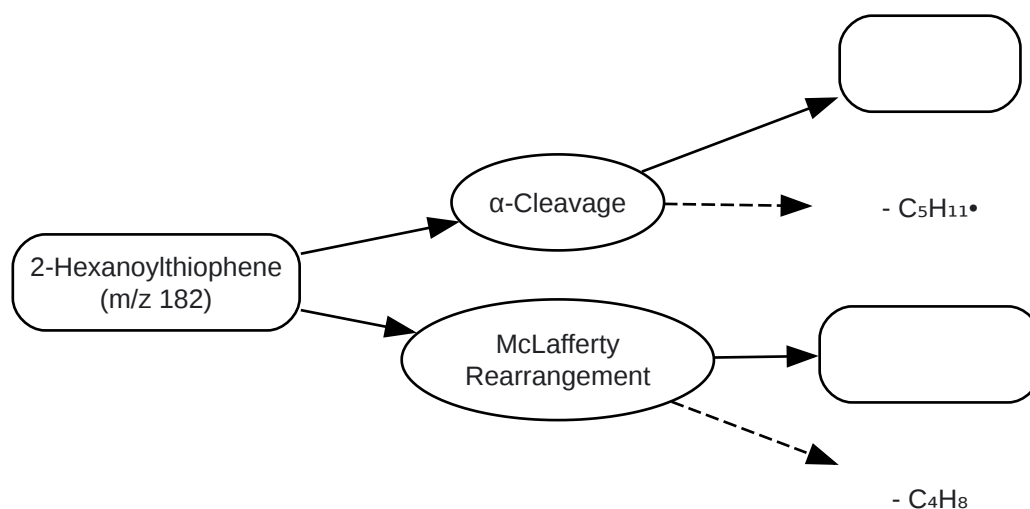 α-Cleavage
- C₅H₁₁•
2-Hexanoylthiophene
(m/z 182)
McLafferty
Rearrangement
- C₄H₈